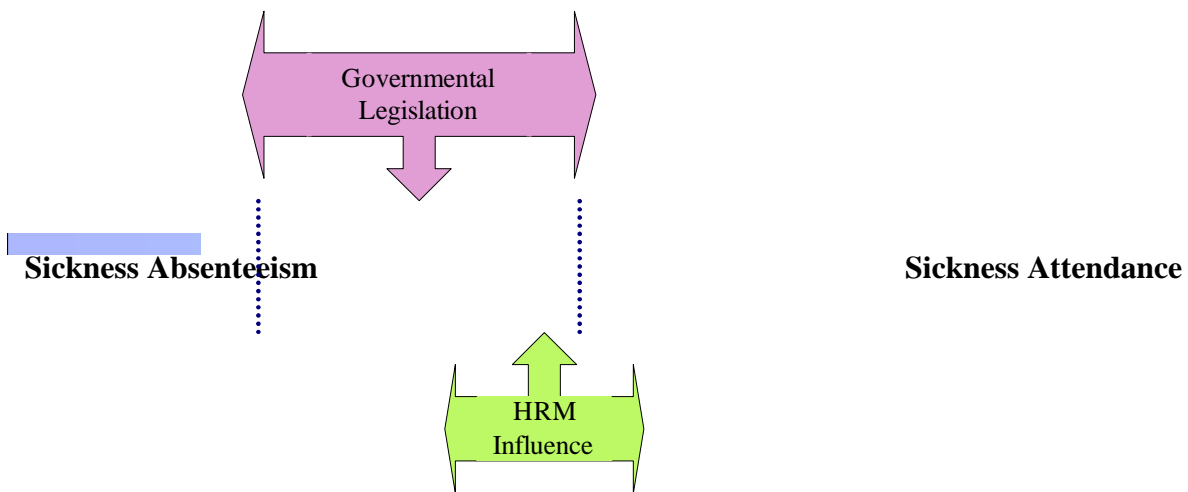 Governmental
Legislation
Sickness Absenteeism
Sickness Attendance
HRM
Influence